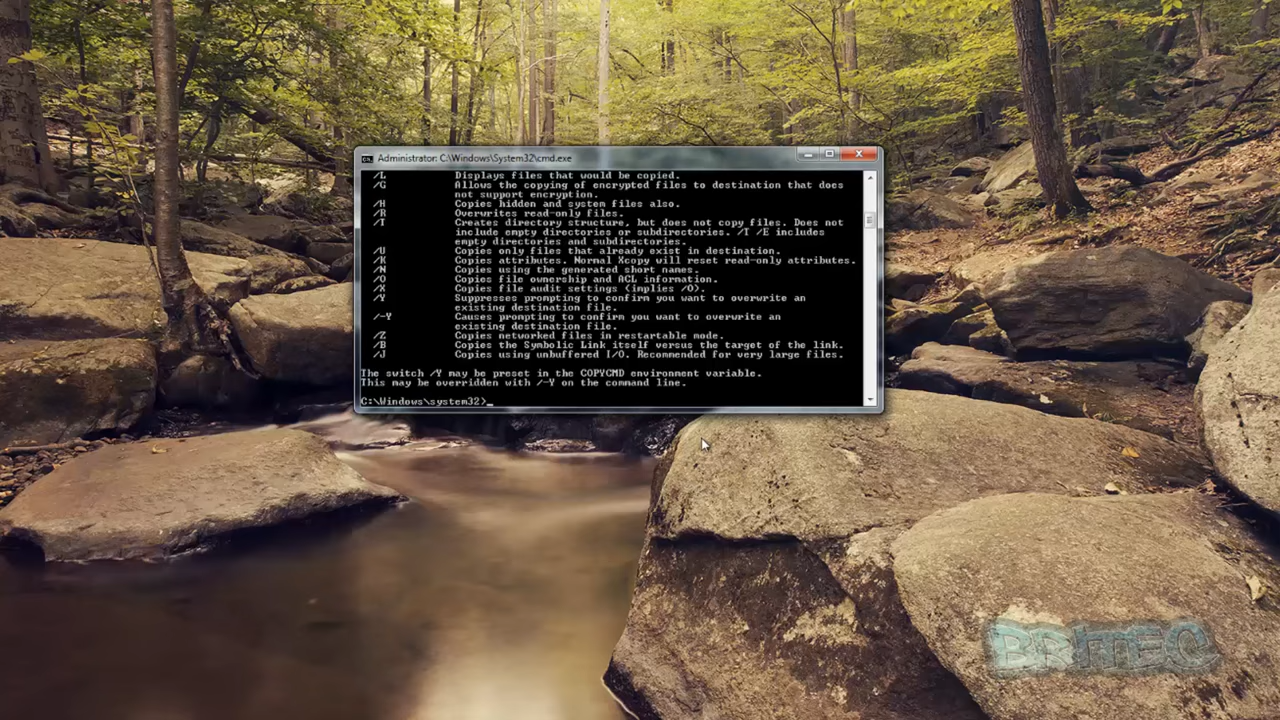 Administrator: C:\Windows\System32\cmd.exe
/L Displays files that would be copied.
/G Allows the copying of encrypted files to destination that does
not support encryption.
/H Copies hidden and system files also.
/R Overwrites read-only files.
/T Creates directory structure, but does not copy files. Does not
include empty directories or subdirectories. /T /E includes
empty directories and subdirectories.
/U Copies only files that already exist in destination.
/K Copies attributes. Normal Xcopy will reset read-only attributes.
/N Copies using the generated short names.
/O Copies file ownership and ACL information.
/X Copies file audit settings (implies /O).
/Y Suppresses prompting to confirm you want to overwrite an
existing destination file.
/-Y Causes prompting to confirm you want to overwrite an
existing destination file.
/Z Copies networked files in restartable mode.
/B Copies the Symbolic Link itself versus the target of the link.
/J Copies using unbuffered I/O. Recommended for very large files.
The switch /Y may be preset in the COPYCMD environment variable.
This may be overridden with /-Y on the command line.
C:\Windows\system32>_
BRITEC